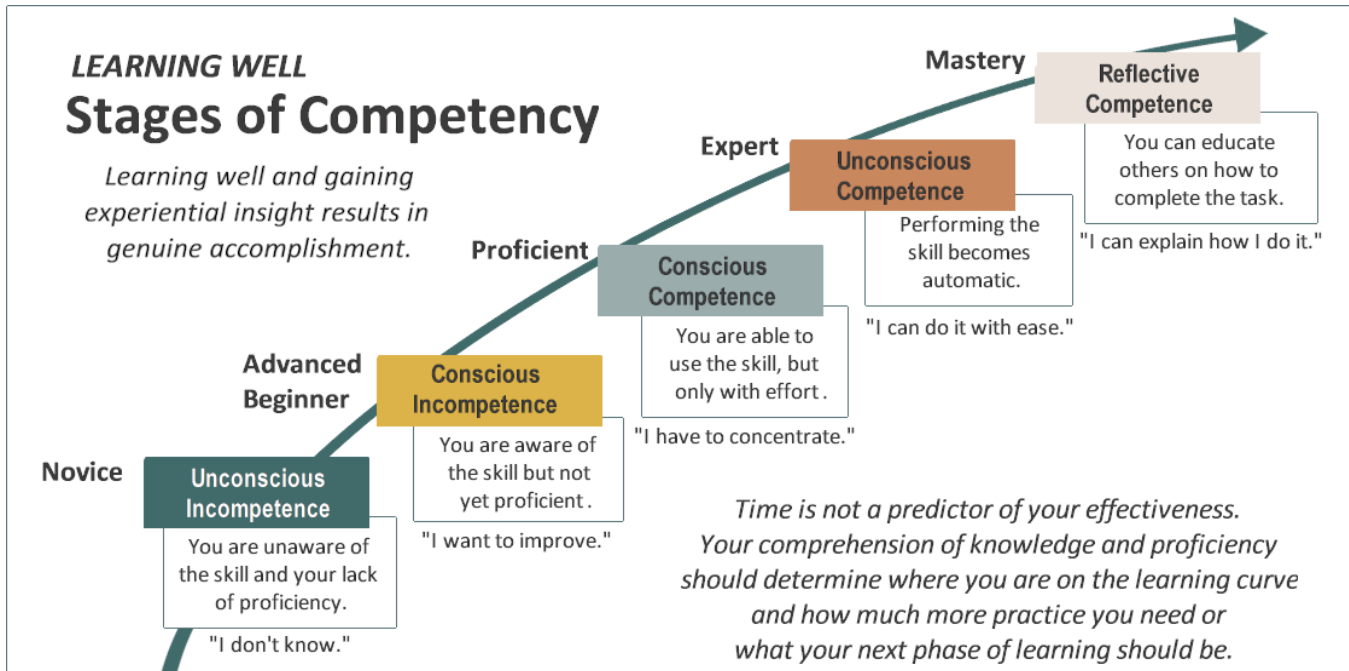 LEARNING WELL
Stages of Competency
Learning well and gaining
experiential insight results in
genuine accomplishment.
Novice
Unconscious
Incompetence
You are unaware of
the skill and your lack
of proficiency.
"I don't know."
Advanced
Beginner
Conscious
Incompetence
You are aware of
the skill but not
yet proficient .
"I want to improve."
Proficient
Conscious
Competence
You are able to
use the skill, but
only with effort .
"I have to concentrate."
Expert
Unconscious
Competence
Performing the
skill becomes
automatic.
"I can do it with ease."
Mastery
Reflective
Competence
You can educate
others on how to
complete the task.
"I can explain how I do it."
Time is not a predictor of your effectiveness.
Your comprehension of knowledge and proficiency
should determine where you are on the learning curve
and how much more practice you need or
what your next phase of learning should be.